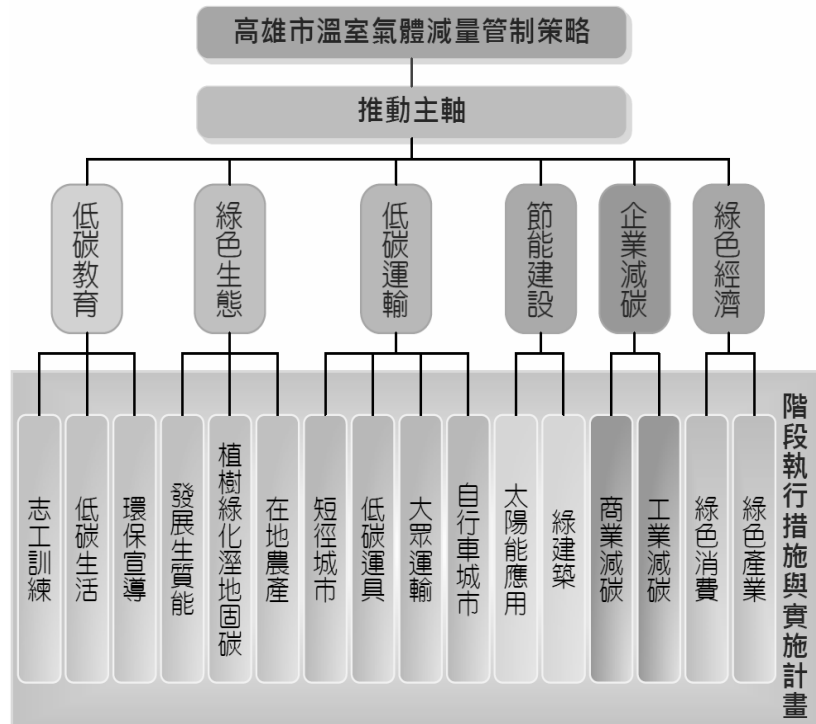 高雄市溫室氣體減量管制策略
推動主軸
低碳教育
綠色生態
低碳運輸
節能建設
企業減碳
綠色經濟
志工訓練
低碳生活
環保宣導
發展生質能
植樹綠化溼地固碳
在地農產
短徑城市
低碳運具
大眾運輸
自行車城市
太陽能應用
綠建築
商業減碳
工業減碳
綠色消費
綠色產業
階段執行措施與實施計畫